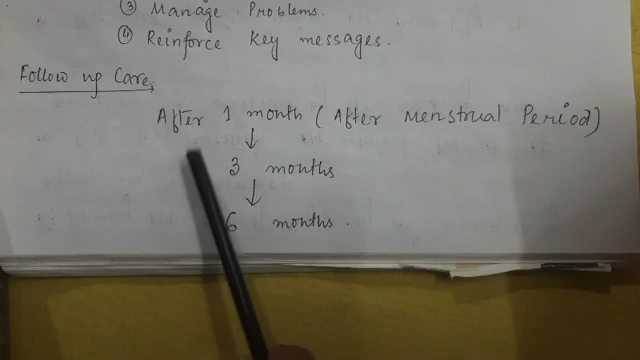 ③ Manage Problems.
④ Reinforce Key messages.
Follow up Care
After 1 month (After Menstrual Period)
↓
3 months
↓
6 months.